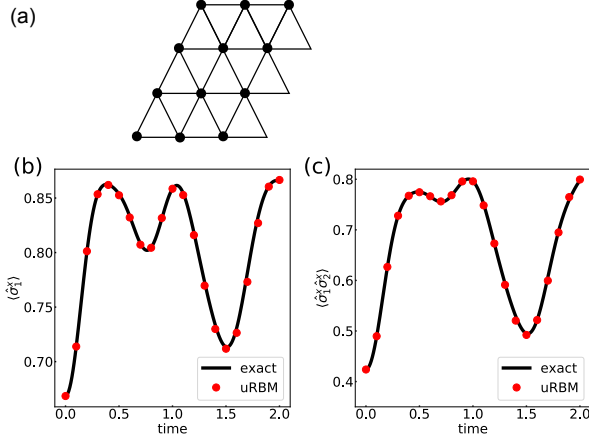 (a)
(b)
⟨σ̂₁ˣ⟩
0.85
0.80
0.75
0.70
0.0 0.5 1.0 1.5 2.0
time
exact
uRBM
(c)
⟨σ̂₁ˣσ̂₂ˣ⟩
0.8
0.7
0.6
0.5
0.4
0.0 0.5 1.0 1.5 2.0
time
exact
uRBM